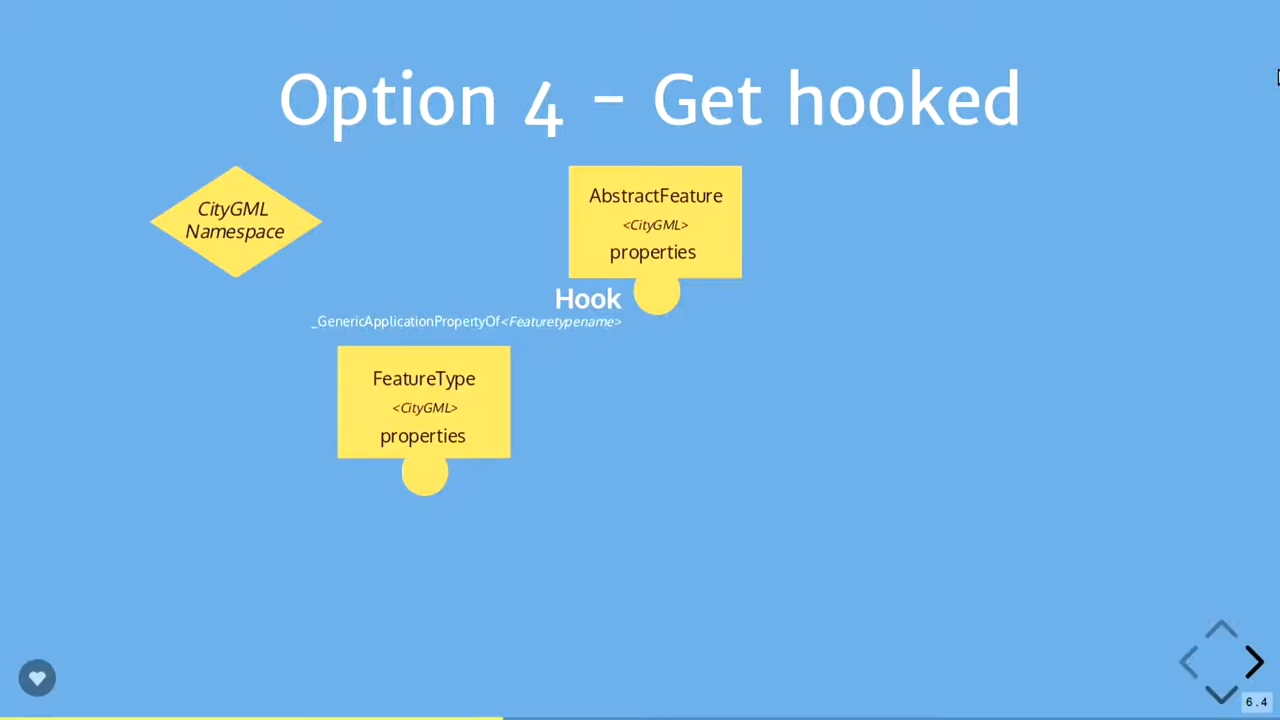 Option 4 - Get hooked
CityGML
Namespace
AbstractFeature
<CityGML>
properties
Hook
_GenericApplicationPropertyOf<Featuretypename>
FeatureType
<CityGML>
properties
6.4